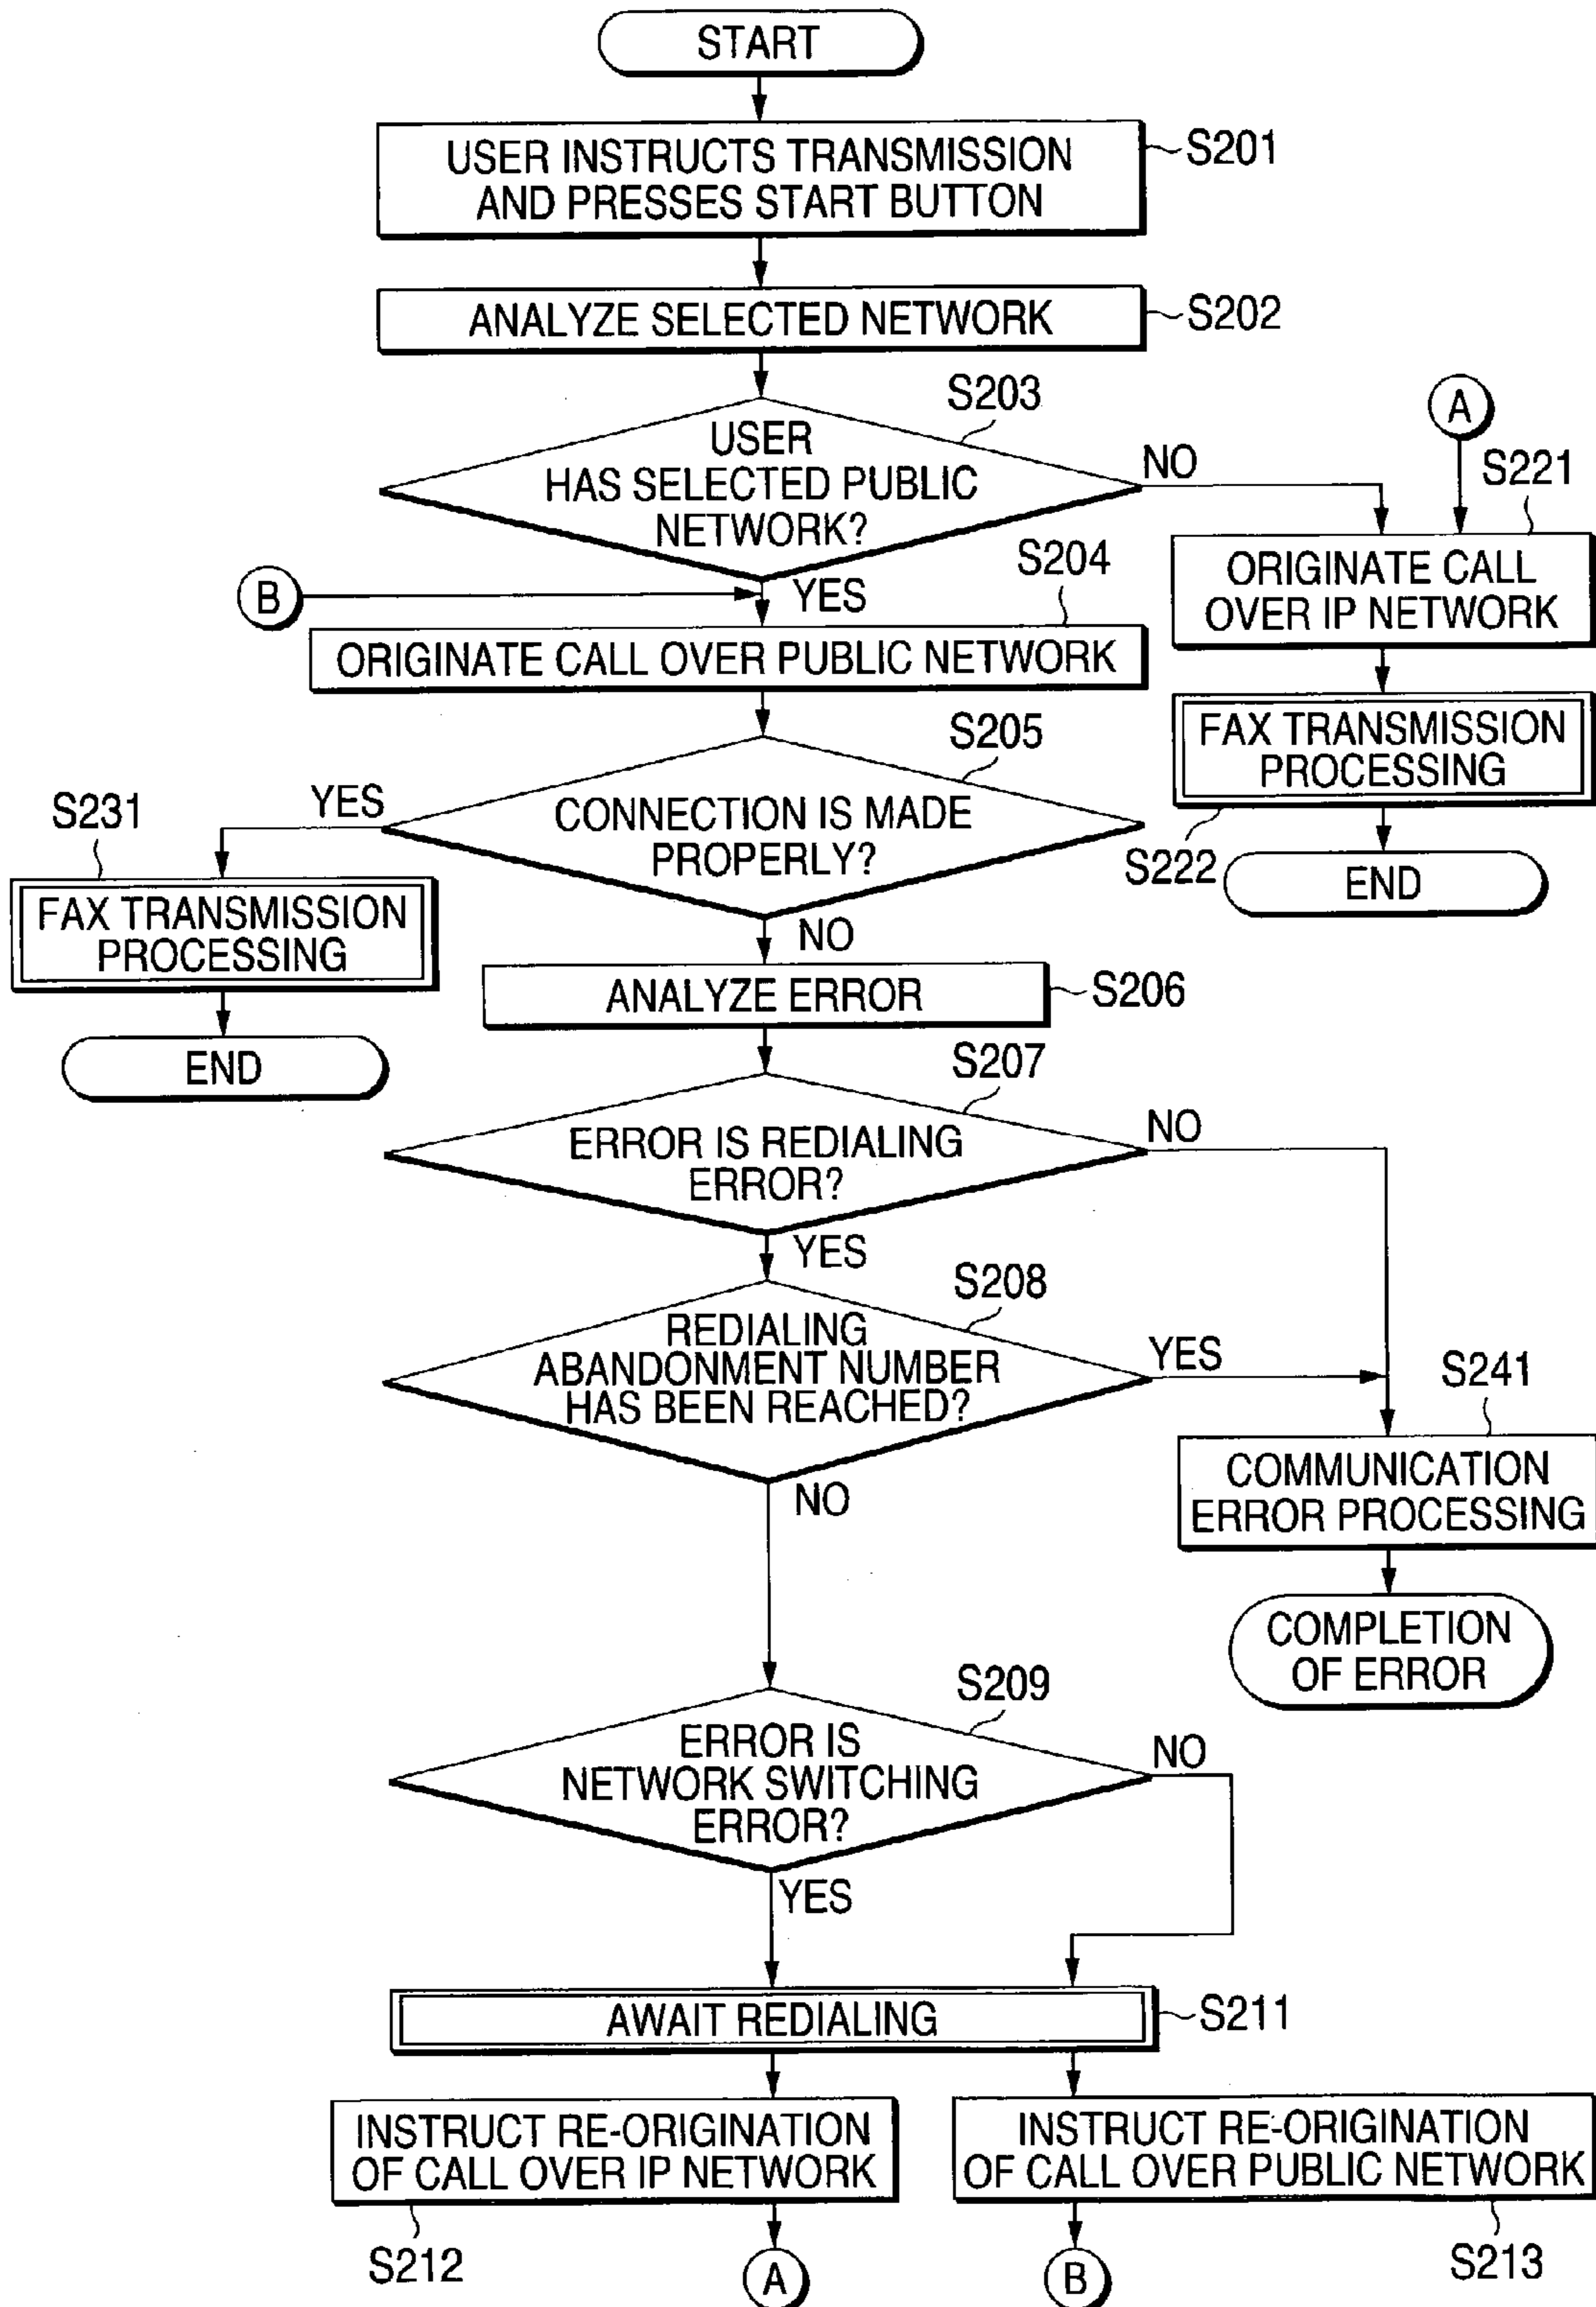 START
USER INSTRUCTS TRANSMISSION
AND PRESSES START BUTTON
S201
ANALYZE SELECTED NETWORK
S202
S203
USER
HAS SELECTED PUBLIC
NETWORK?
NO
A
S221
B
YES
S204
ORIGINATE CALL
OVER IP NETWORK
ORIGINATE CALL OVER PUBLIC NETWORK
S205
FAX TRANSMISSION
PROCESSING
S222
END
S231
YES
CONNECTION IS MADE
PROPERLY?
FAX TRANSMISSION
PROCESSING
END
NO
ANALYZE ERROR
S206
S207
ERROR IS REDIALING
ERROR?
NO
YES
S208
REDIALING
ABANDONMENT NUMBER
HAS BEEN REACHED?
YES
S241
NO
COMMUNICATION
ERROR PROCESSING
COMPLETION
OF ERROR
S209
ERROR IS
NETWORK SWITCHING
ERROR?
NO
YES
AWAIT REDIALING
S211
INSTRUCT RE-ORIGINATION
OF CALL OVER IP NETWORK
S212
A
INSTRUCT RE-ORIGINATION
OF CALL OVER PUBLIC NETWORK
S213
B